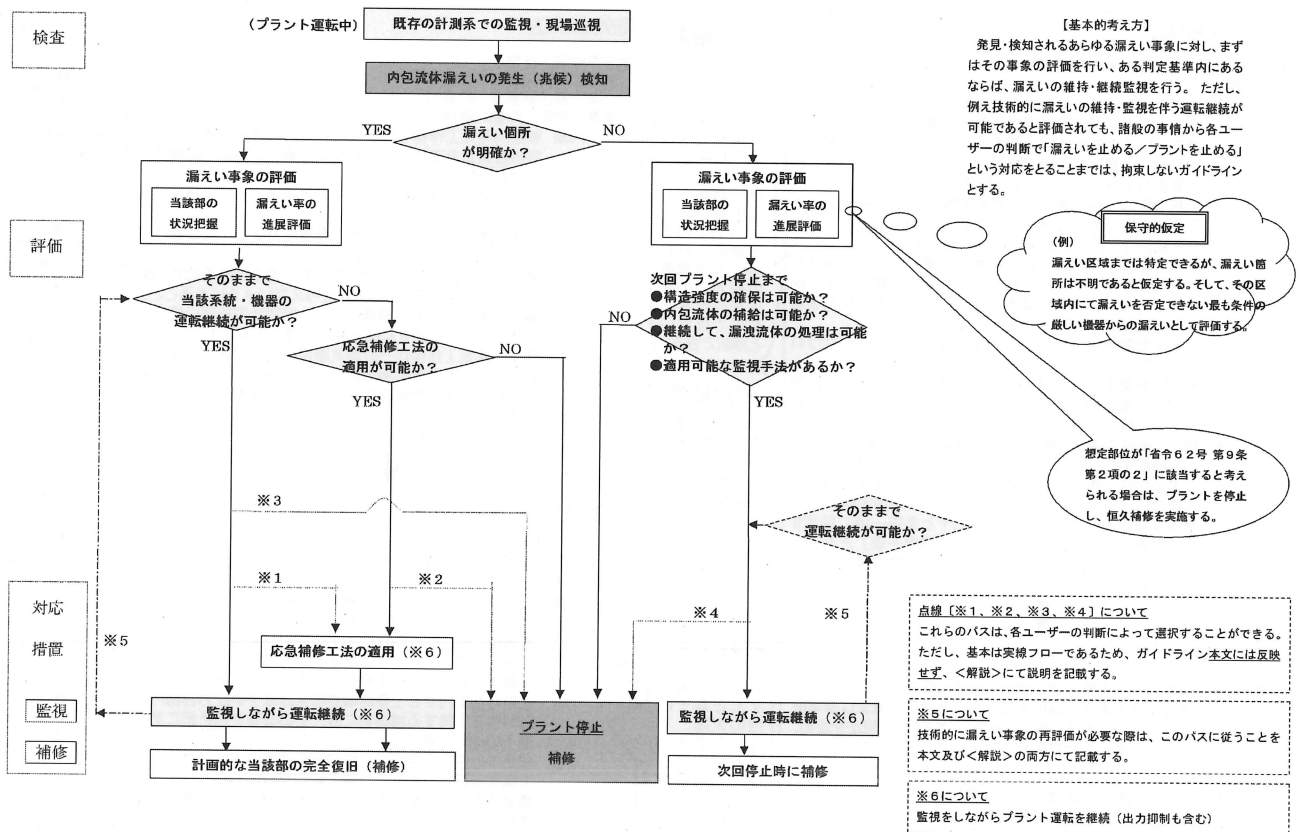 検査
(プラント運転中)
既存の計測系での監視・現場巡視
内包流体漏えいの発生(兆候)検知
漏えい個所
が明確か?
YES
NO
漏えい事象の評価
当該部の
状況把握
漏えい率の
進展評価
漏えい事象の評価
当該部の
状況把握
漏えい率の
進展評価
評価
そのままで
当該系統・機器の
運転継続が可能か?
NO
YES
応急補修工法の
適用が可能か?
NO
YES
次回プラント停止まで
●構造強度の確保は可能か?
●内包流体の補給は可能か?
●継続して、漏洩流体の処理は可能
か?
●適用可能な監視手法があるか?
NO
YES
※3
そのままで
運転継続が可能か?
※1
※2
※4
※5
対応
措置
監視
補修
※5
応急補修工法の適用(※6)
監視しながら運転継続(※6)
計画的な当該部の完全復旧(補修)
プラント停止
補修
監視しながら運転継続(※6)
次回停止時に補修
【基本的考え方】
発見・検知されるあらゆる漏えい事象に対し、まず
はその事象の評価を行い、ある判定基準内にある
ならば、漏えいの維持・継続監視を行う。 ただし、
例え技術的に漏えいの維持・監視を伴う運転継続が
可能であると評価されても、諸般の事情から各ユー
ザーの判断で「漏えいを止める/プラントを止める」
という対応をとることまでは、拘束しないガイドライン
とする。
保守的仮定
(例)
漏えい区域までは特定できるが、漏えい箇
所は不明であると仮定する。そして、その区
域内にて漏えいを否定できない最も条件の
厳しい機器からの漏えいとして評価する。
想定部位が「省令62号 第9条
第2項の2」に該当すると考え
られる場合は、プラントを停止
し、恒久補修を実施する。
点線〔※1、※2、※3、※4〕について
これらのパスは、各ユーザーの判断によって選択することができる。
ただし、基本は実線フローであるため、ガイドライン本文には反映
せず、<解説>にて説明を記載する。
※5について
技術的に漏えい事象の再評価が必要な際は、このパスに従うことを
本文及び<解説>の両方にて記載する。
※6について
監視をしながらプラント運転を継続(出力抑制も含む)